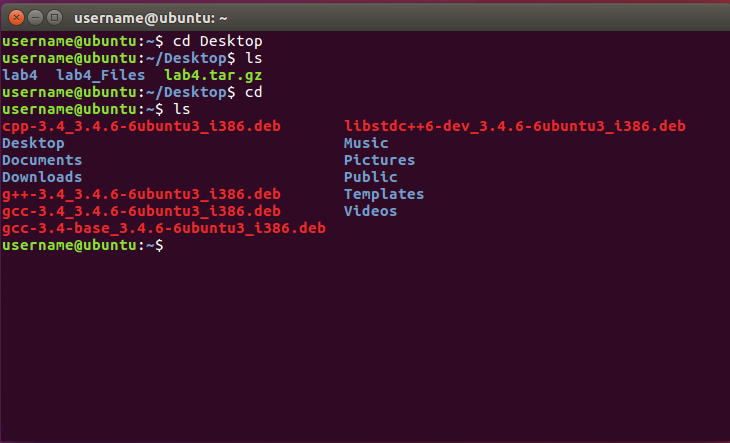 username@ubuntu: ~
username@ubuntu:~$ cd Desktop
username@ubuntu:~/Desktop$ ls
lab4  lab4_Files  lab4.tar.gz
username@ubuntu:~/Desktop$ cd
username@ubuntu:~$ ls
cpp-3.4_3.4.6-6ubuntu3_i386.deb       libstdc++6-dev_3.4.6-6ubuntu3_i386.deb
Desktop                               Music
Documents                             Pictures
Downloads                             Public
g++-3.4_3.4.6-6ubuntu3_i386.deb       Templates
gcc-3.4_3.4.6-6ubuntu3_i386.deb       Videos
gcc-3.4-base_3.4.6-6ubuntu3_i386.deb
username@ubuntu:~$